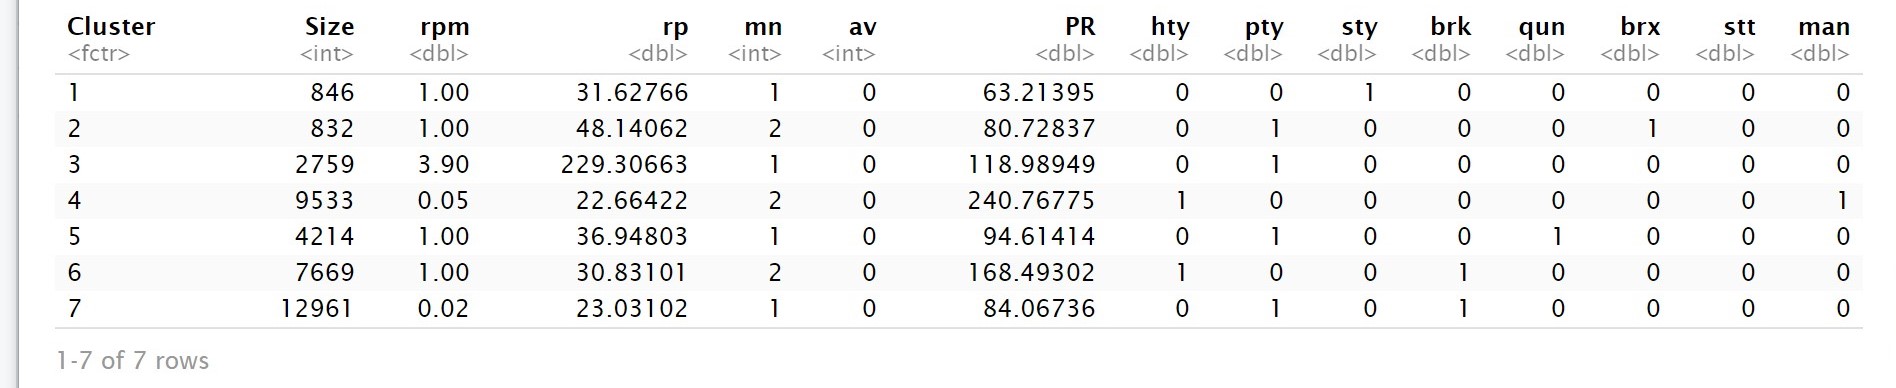 Cluster Size rpm rp mn av PR hty pty sty brk qun brx stt man
<fctr> <int> <dbl> <dbl> <int> <int> <dbl> <dbl> <dbl> <dbl> <dbl> <dbl> <dbl> <dbl> <dbl>
1 846 1.00 31.62766 1 0 63.21395 0 0 1 0 0 0 0 0
2 832 1.00 48.14062 2 0 80.72837 0 1 0 0 0 1 0 0
3 2759 3.90 229.30663 1 0 118.98949 0 1 0 0 0 0 0 0
4 9533 0.05 22.66422 2 0 240.76775 1 0 0 0 0 0 0 1
5 4214 1.00 36.94803 1 0 94.61414 0 1 0 0 1 0 0 0
6 7669 1.00 30.83101 2 0 168.49302 1 0 0 1 0 0 0 0
7 12961 0.02 23.03102 1 0 84.06736 0 1 0 1 0 0 0 0
1-7 of 7 rows